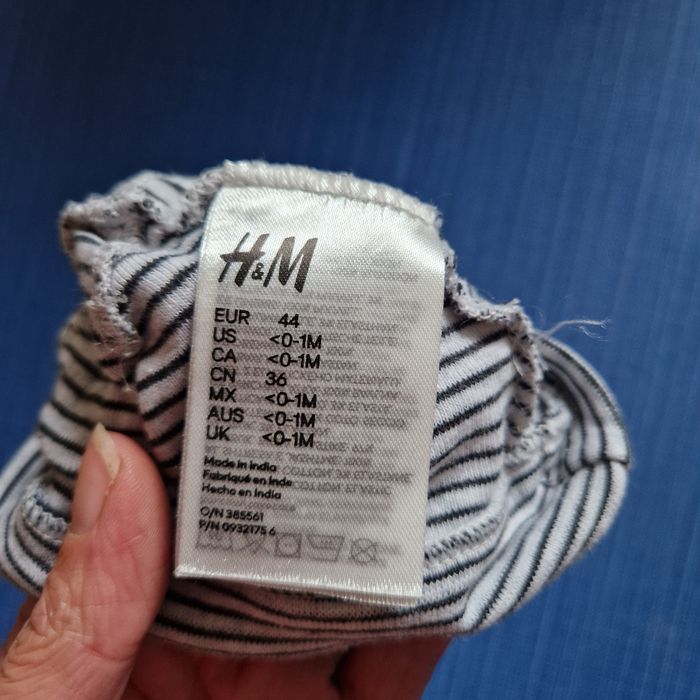 H&M
EUR 44
US <0-1M
CA <0-1M
CN 36
MX <0-1M
AUS <0-1M
UK <0-1M
Made in India
Fabriqué en Inde
Hecho en India
O/N 385561
P/N 0932175 6